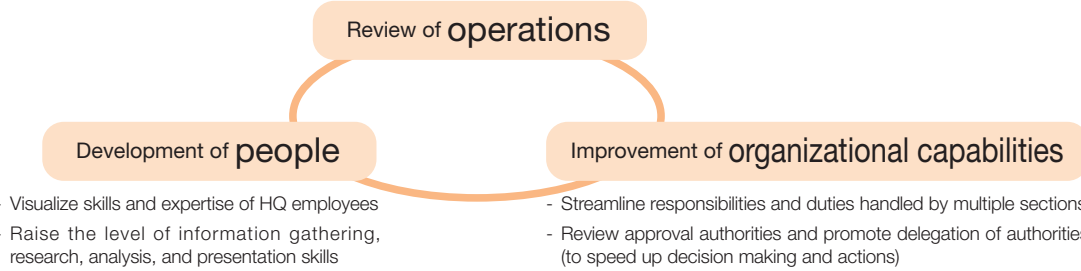 Review of operations
Development of people
Improvement of organizational capabilities
- Visualize skills and expertise of HQ employees
- Raise the level of information gathering,
research, analysis, and presentation skills
- Streamline responsibilities and duties handled by multiple sections
- Review approval authorities and promote delegation of authorities
(to speed up decision making and actions)